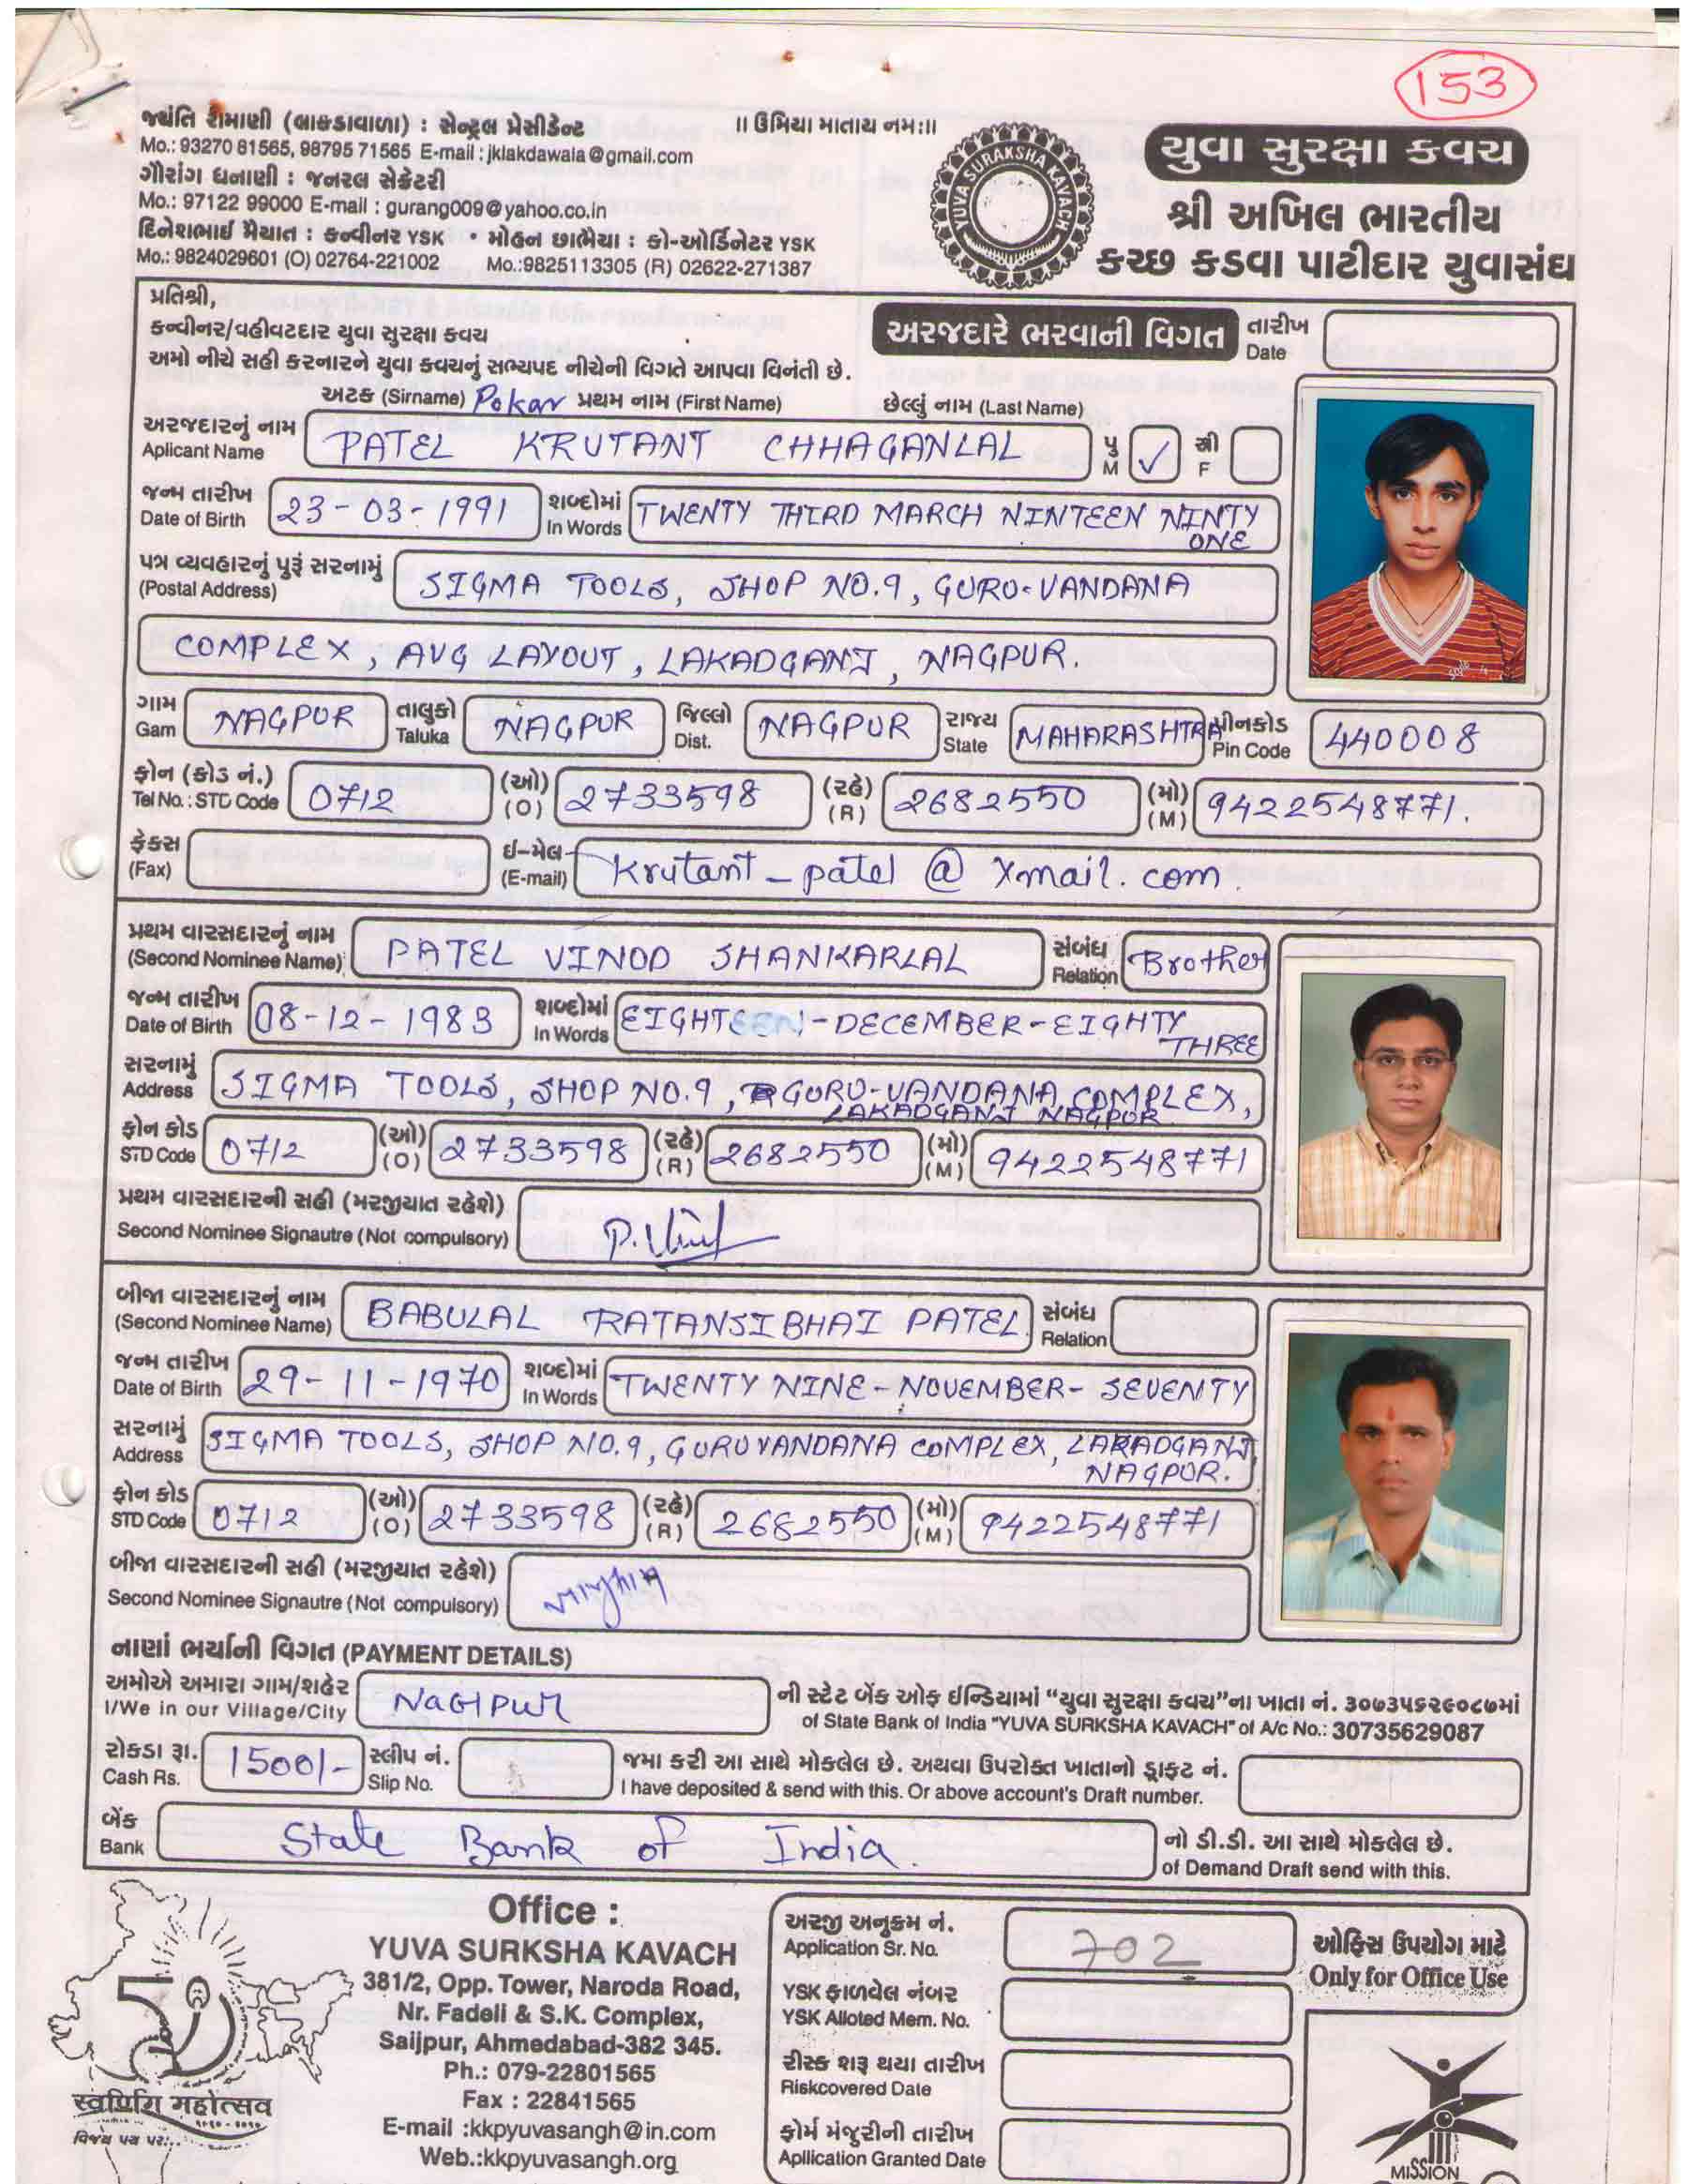 153
જયંતિ રામાણી (લાકડાવાળા) : સેન્ટ્રલ પ્રેસીડેન્ટ
Mo.: 93270 81565, 98795 71565 E-mail : jklakdawala@gmail.com
ગૌરાંગ ધનાણી : જનરલ સેક્રેટરી
Mo.: 97122 99000 E-mail : gurang009@yahoo.co.in
દિનેશભાઈ મૈયાત : કન્વીનર YSK • મોહન છાભૈયા : કો-ઓર્ડિનેટર YSK
Mo.: 9824029601 (O) 02764-221002 Mo.:9825113305 (R) 02622-271387
॥ ઉમિયા માતાય નમ:॥
YUVA SURAKSHA KAVACH
યુવા સુરક્ષા કવચ
શ્રી અખિલ ભારતીય
કચ્છ કડવા પાટીદાર યુવાસંઘ
પ્રતિશ્રી,
કન્વીનર/વહીવટદાર યુવા સુરક્ષા કવચ
અમો નીચે સહી કરનારને યુવા કવચનું સભ્યપદ નીચેની વિગતે આપવા વિનંતી છે.
અરજદારે ભરવાની વિગત
તારીખ
Date
અટક (Sirname) Pokar પ્રથમ નામ (First Name) છેલ્લું નામ (Last Name)
અરજદારનું નામ
Aplicant Name PATEL KRUTANT CHHAGANLAL પુ M ✓ સ્ત્રી F
જન્મ તારીખ
Date of Birth 23-03-1991 શબ્દોમાં In Words TWENTY THIRD MARCH NINTEEN NINTY
ONE
પત્ર વ્યવહારનું પુરૂં સરનામું
(Postal Address) SIGMA TOOLS, SHOP NO.9, GURU-VANDANA
COMPLEX, AVG LAYOUT, LAKADGANJ, NAGPUR.
ગામ Gam NAGPUR તાલુકો Taluka NAGPUR જિલ્લો Dist. NAGPUR રાજ્ય State MAHARASHTRA પીનકોડ Pin Code 440008
ફોન (કોડ નં.)
Tel No. : STD Code 0712 (ઓ) (O) 2733598 (રહે) (R) 2682550 (મો) (M) 9422548771.
ફેકસ
(Fax) ઈ-મેલ (E-mail) Krutant_patel @ Xmail.com.
પ્રથમ વારસદારનું નામ
(Second Nominee Name) PATEL VINOD SHANKARLAL સંબંધ Relation Brother
જન્મ તારીખ
Date of Birth 08-12-1983 શબ્દોમાં In Words EIGHTEEN-DECEMBER-EIGHTY
THREE
સરનામું
Address SIGMA TOOLS, SHOP NO.9, GURU-VANDANA COMPLEX,
LAKADGANJ NAGPUR
ફોન કોડ
STD Code 0712 (ઓ) (O) 2733598 (રહે) (R) 2682550 (મો) (M) 9422548771
પ્રથમ વારસદારની સહી (મરજીયાત રહેશે)
Second Nominee Signautre (Not compulsory)
બીજા વારસદારનું નામ
(Second Nominee Name) BABULAL RATANSIBHAI PATEL. સંબંધ Relation
જન્મ તારીખ
Date of Birth 29-11-1970 શબ્દોમાં In Words TWENTY NINE-NOVEMBER-SEVENTY
સરનામું
Address SIGMA TOOLS, SHOP NO.9, GURUVANDANA COMPLEX, LAKADGANJ
NAGPUR.
ફોન કોડ
STD Code 0712 (ઓ) (O) 2733598 (રહે) (R) 2682550 (મો) (M) 9422548771
બીજા વારસદારની સહી (મરજીયાત રહેશે)
Second Nominee Signautre (Not compulsory)
નાણાં ભર્યાની વિગત (PAYMENT DETAILS)
અમોએ અમારા ગામ/શહેર Nagpur ની સ્ટેટ બેંક ઓફ ઈન્ડિયામાં “યુવા સુરક્ષા કવચ”ના ખાતા નં. ૩૦૭૩૫૬૨૯૦૮૭માં
I/We in our Village/City of State Bank of India "YUVA SURKSHA KAVACH" of A/c No.: 30735629087
રોકડા રૂા. 1500/- સ્લીપ નં. જમા કરી આ સાથે મોકલેલ છે. અથવા ઉપરોક્ત ખાતાનો ડ્રાફટ નં.
Cash Rs. Slip No. I have deposited & send with this. Or above account's Draft number.
બેંક State Bank of India. નો ડી.ડી. આ સાથે મોકલેલ છે.
Bank of Demand Draft send with this.
Office :
YUVA SURKSHA KAVACH
381/2, Opp. Tower, Naroda Road,
Nr. Fadeli & S.K. Complex,
Saijpur, Ahmedabad-382 345.
Ph.: 079-22801565
Fax : 22841565
E-mail :kkpyuvasangh@in.com
Web.:kkpyuvasangh.org
स्वर्णिम महोत्सव
અરજી અનુક્રમ નં.
Application Sr. No. 702
YSK ફાળવેલ નંબર
YSK Alloted Mem. No.
રીસ્ક શરૂ થયા તારીખ
Riskcovered Date
ફોર્મ મંજુરીની તારીખ
Apllication Granted Date
ઓફિસ ઉપયોગ માટે
Only for Office Use
MISSION